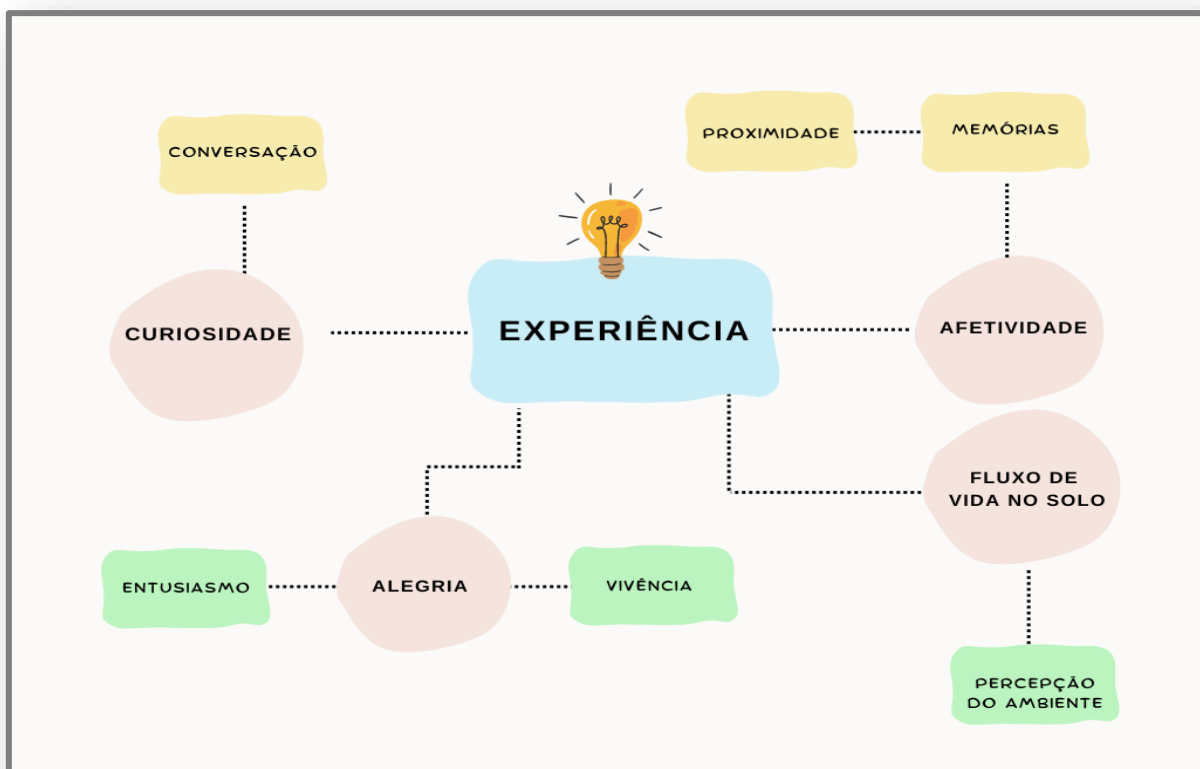 CONVERSAÇÃO
PROXIMIDADE
MEMÓRIAS
CURIOSIDADE
EXPERIÊNCIA
AFETIVIDADE
FLUXO DE
VIDA NO SOLO
ENTUSIASMO
ALEGRIA
VIVÊNCIA
PERCEPÇÃO
DO AMBIENTE